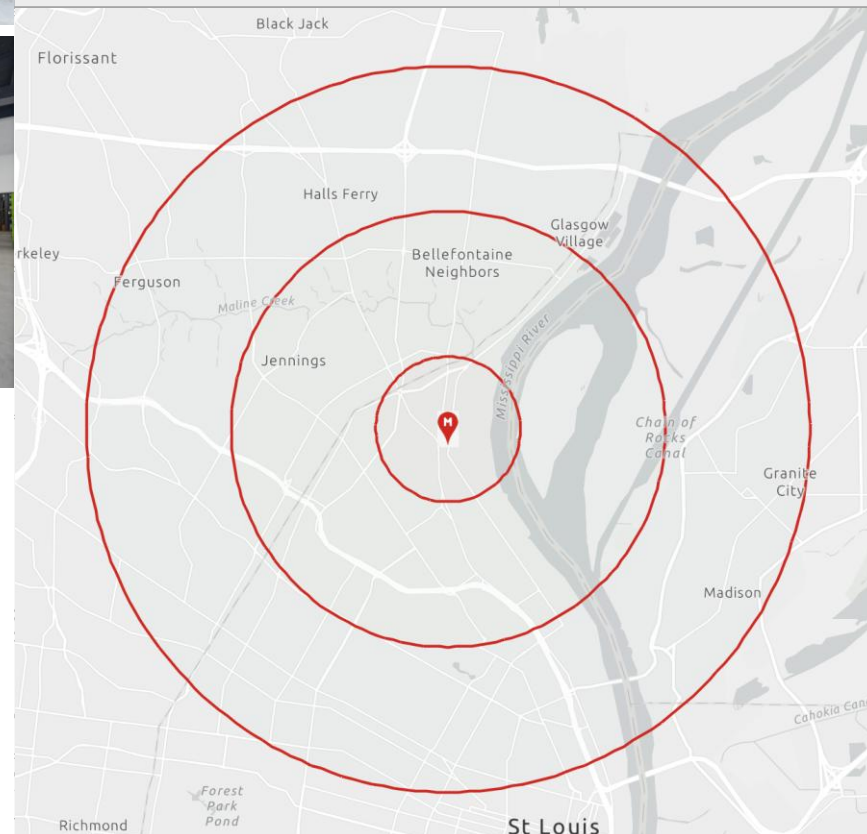 Black Jack
Florissant
Halls Ferry
Glasgow
Village
rkeley
Bellefontaine
Neighbors
Ferguson
Maline Creek
Mississippi River
Jennings
M
Chain of
Rocks
Canal
Granite
City
Madison
Cahokia Cana
Forest
Park
Pond
Richmond
St Louis